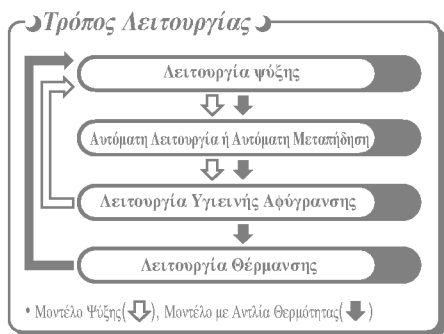 Τρόπος Λειτουργίας
Λειτουργία ψύξης
Αυτόματη Λειτουργία ή Αυτόματη Μεταπήδηση
Λειτουργία Υγιεινής Αφύγρανσης
Λειτουργία Θέρμανσης
• Μοντέλο Ψύξης( ), Μοντέλο με Αντλία Θερμότητας( )